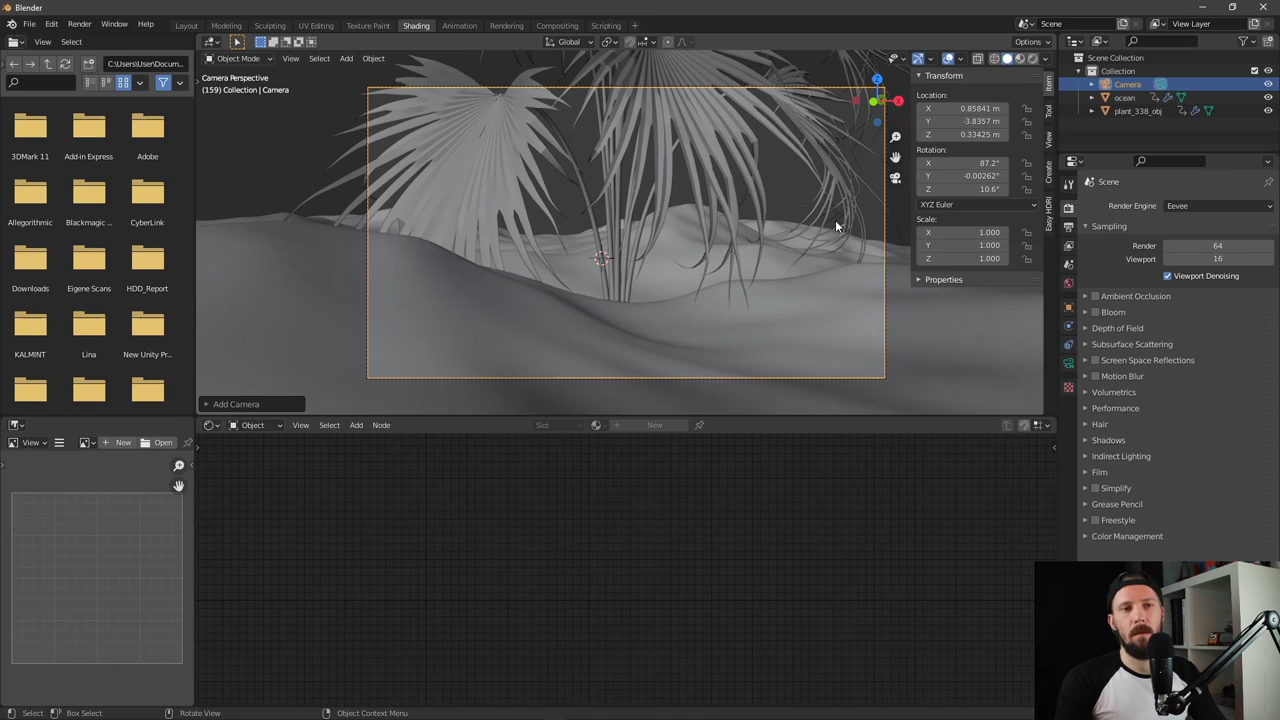 Blender
File Edit Render Window Help
Layout Modeling Sculpting UV Editing Texture Paint Shading Animation Rendering Compositing Scripting
Scene
View Layer
View Select
Global
Options
C:\Users\User\Docum...
Object Mode View Select Add Object
3DMark 11 Add-in Express Adobe
Allegorithmic Blackmagic ... CyberLink
Downloads Eigene Scans HDD_Report
KALMINT Lina New Unity Pr...
Camera Perspective
(159) Collection | Camera
Z
X
Add Camera
Transform
Location:
X 0.85841 m
Y -3.8357 m
Z 0.33425 m
Rotation:
X 87.2°
Y -0.00262°
Z 10.6°
XYZ Euler
Scale:
X 1.000
Y 1.000
Z 1.000
Properties
Item
Tool
View
Create
Easy HDRI
Scene Collection
Collection
Camera
ocean
plant_338_obj
Scene
Render Engine Eevee
Sampling
Render 64
Viewport 16
Viewport Denoising
Ambient Occlusion
Bloom
Depth of Field
Subsurface Scattering
Screen Space Reflections
Motion Blur
Volumetrics
Performance
Hair
Shadows
Indirect Lighting
Film
Simplify
Grease Pencil
Freestyle
Color Management
View New Open
Object View Select Add Node Slot New
Select Box Select Rotate View Object Context Menu